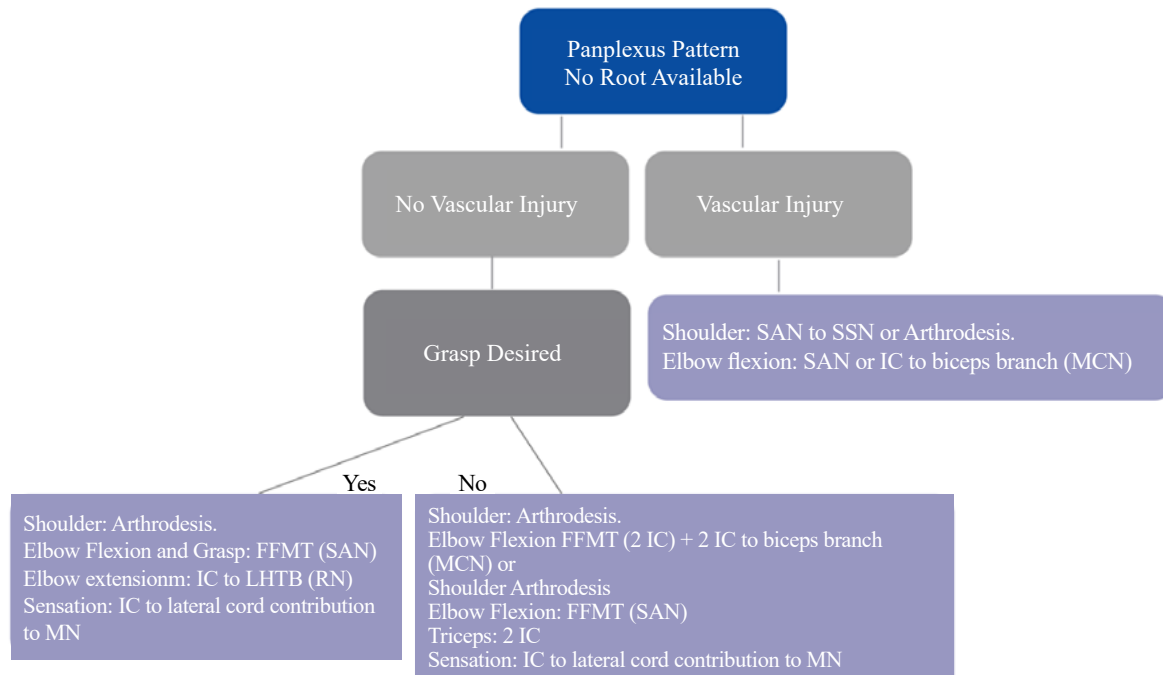 Panplexus Pattern
No Root Available
No Vascular Injury
Vascular Injury
Grasp Desired
Shoulder: SAN to SSN or Arthrodesis.
Elbow flexion: SAN or IC to biceps branch (MCN)
Yes
No
Shoulder: Arthrodesis.
Elbow Flexion and Grasp: FFMT (SAN)
Elbow extensionm: IC to LHTB (RN)
Sensation: IC to lateral cord contribution
to MN
Shoulder: Arthrodesis.
Elbow Flexion FFMT (2 IC) + 2 IC to biceps branch
(MCN) or
Shoulder Arthrodesis
Elbow Flexion: FFMT (SAN)
Triceps: 2 IC
Sensation: IC to lateral cord contribution to MN